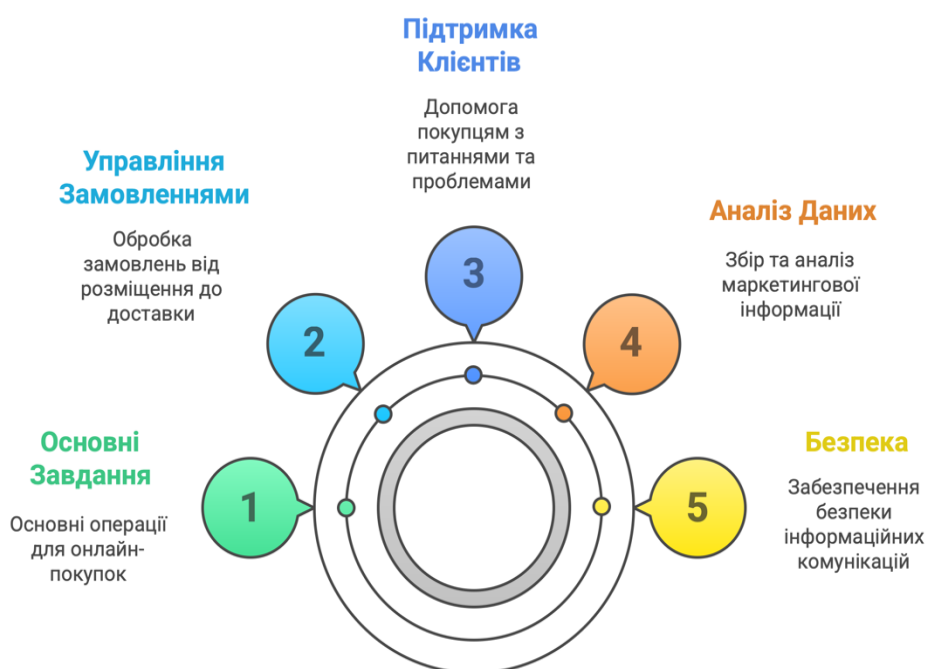 Основні
Завдання
Основні операції
для онлайн-
покупок
1
Управління
Замовленнями
Обробка
замовлень від
розміщення до
доставки
2
Підтримка
Клієнтів
Допомога
покупцям з
питаннями та
проблемами
3
Аналіз Даних
Збір та аналіз
маркетингової
інформації
4
Безпека
Забезпечення
безпеки
інформаційних
комунікацій
5